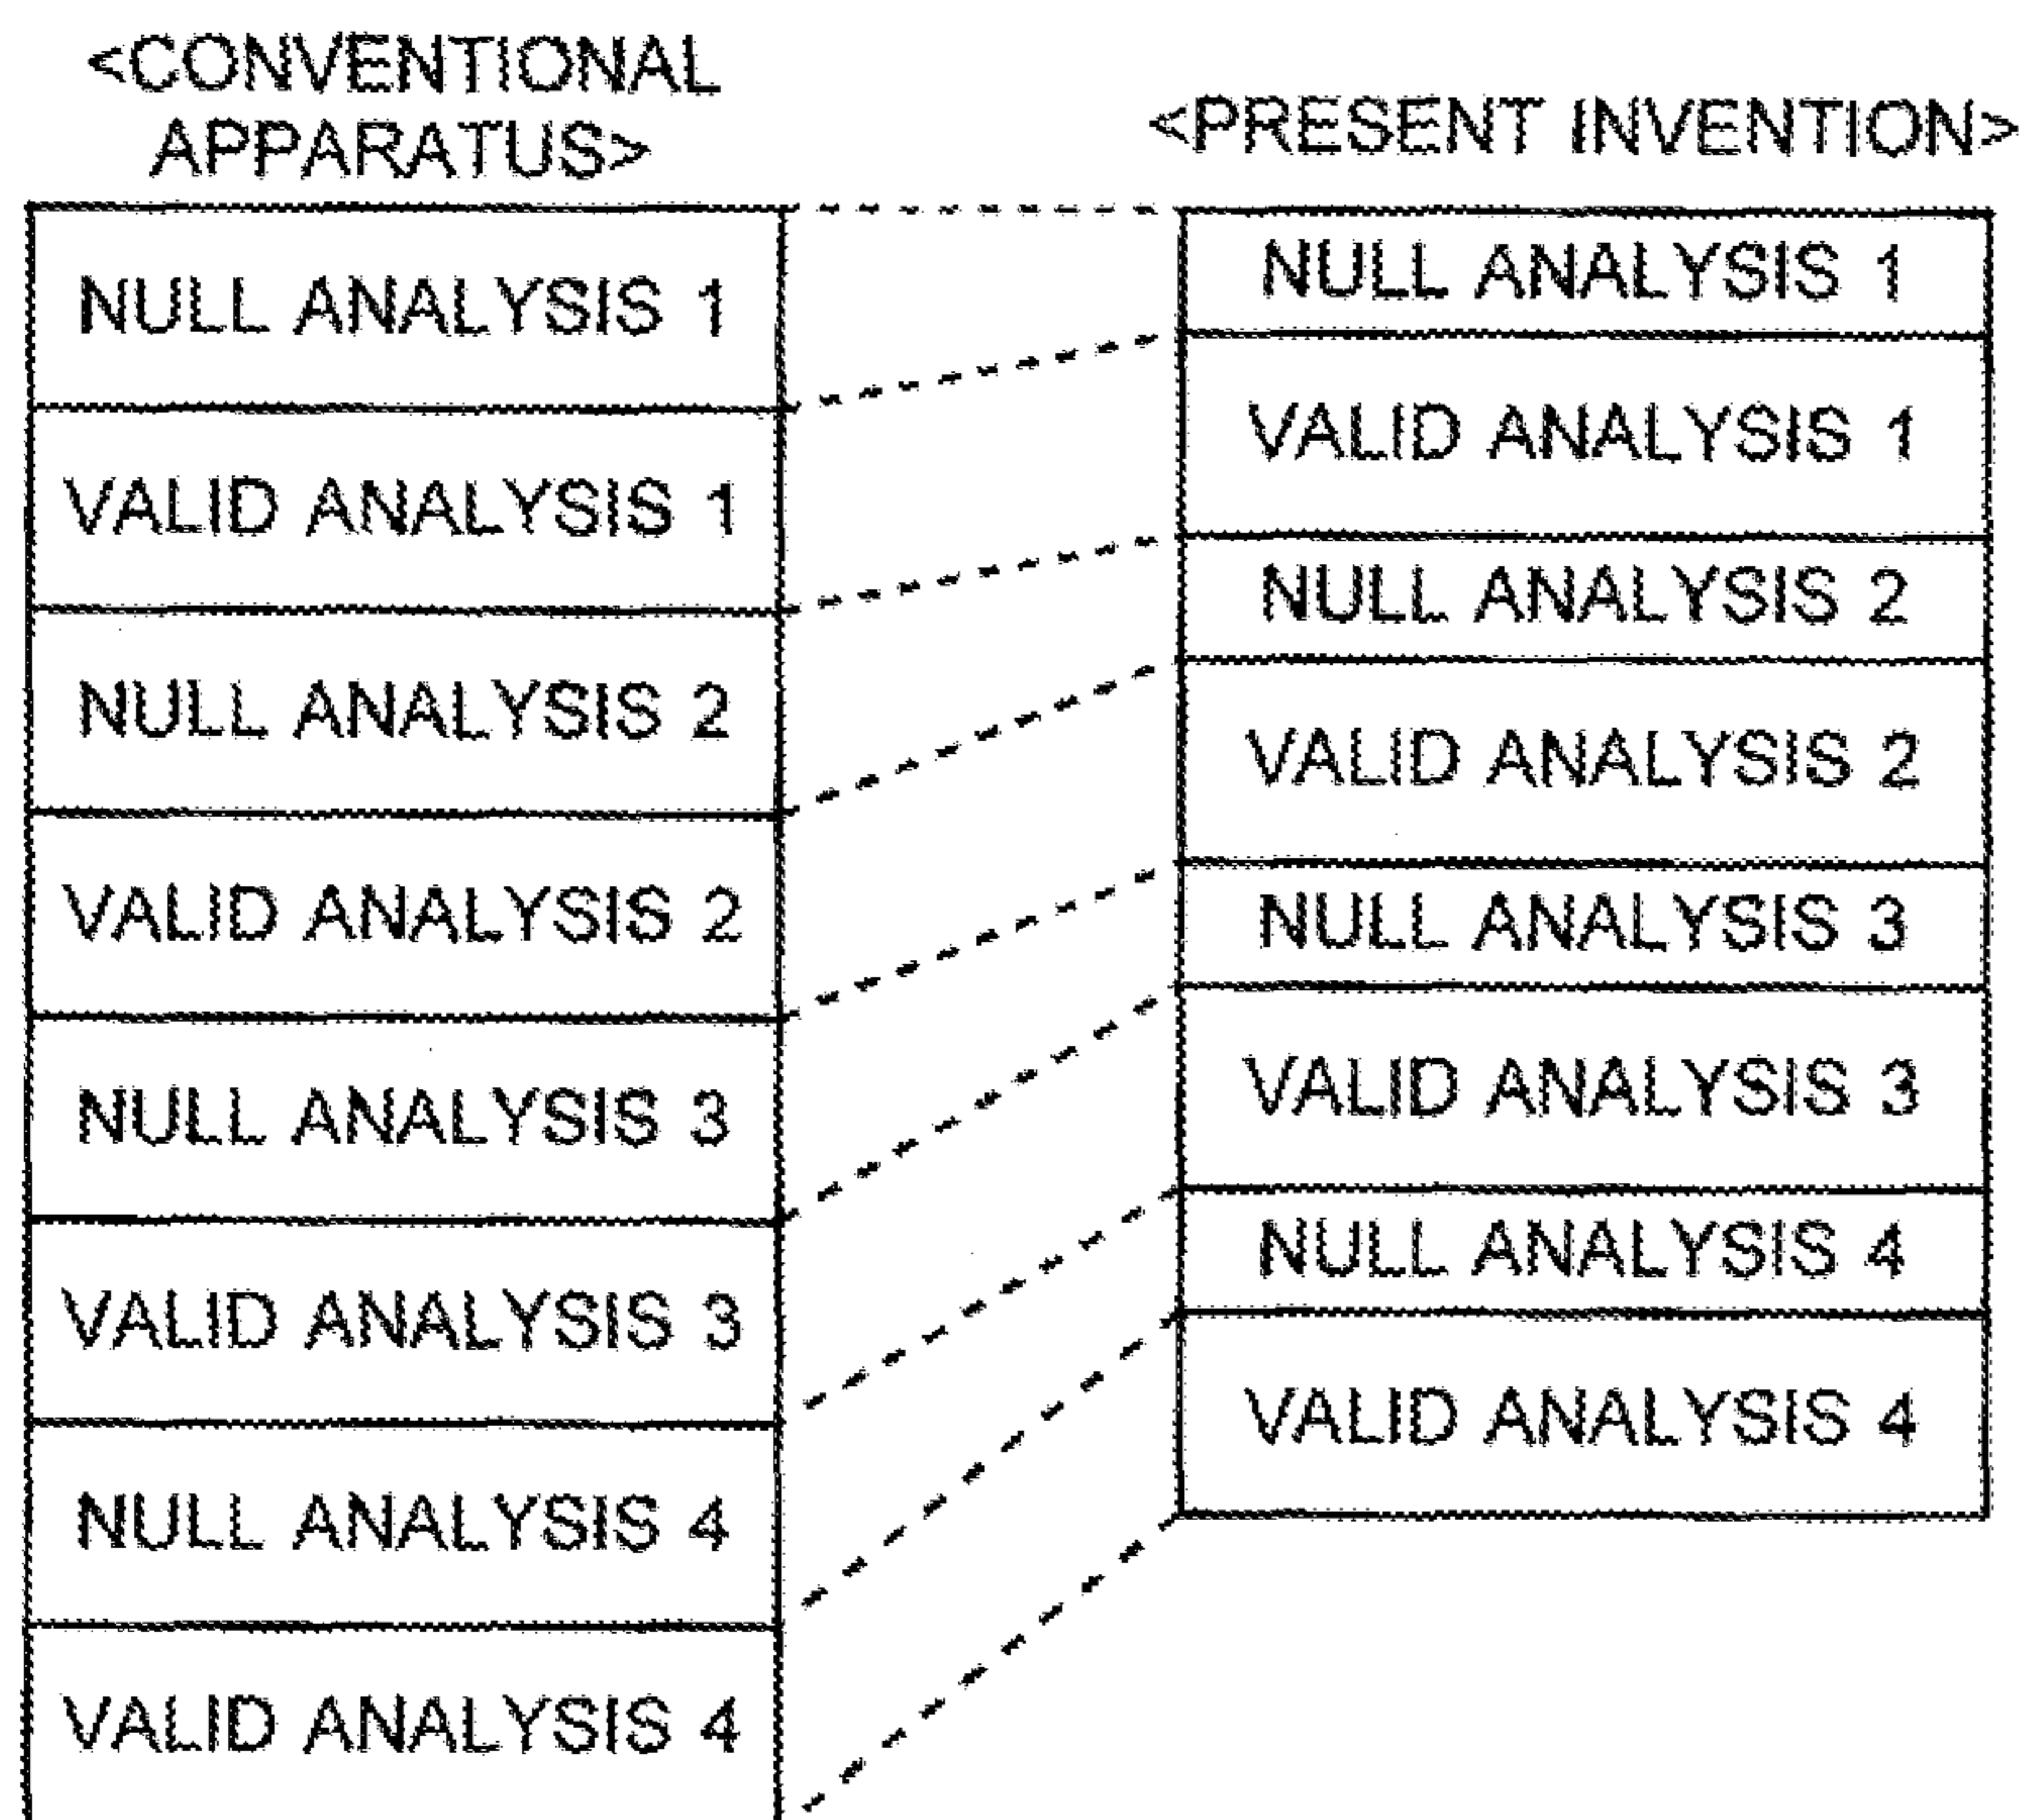 <CONVENTIONAL
APPARATUS>
NULL ANALYSIS 1
VALID ANALYSIS 1
NULL ANALYSIS 2
VALID ANALYSIS 2
NULL ANALYSIS 3
VALID ANALYSIS 3
NULL ANALYSIS 4
VALID ANALYSIS 4
<PRESENT INVENTION>
NULL ANALYSIS 1
VALID ANALYSIS 1
NULL ANALYSIS 2
VALID ANALYSIS 2
NULL ANALYSIS 3
VALID ANALYSIS 3
NULL ANALYSIS 4
VALID ANALYSIS 4